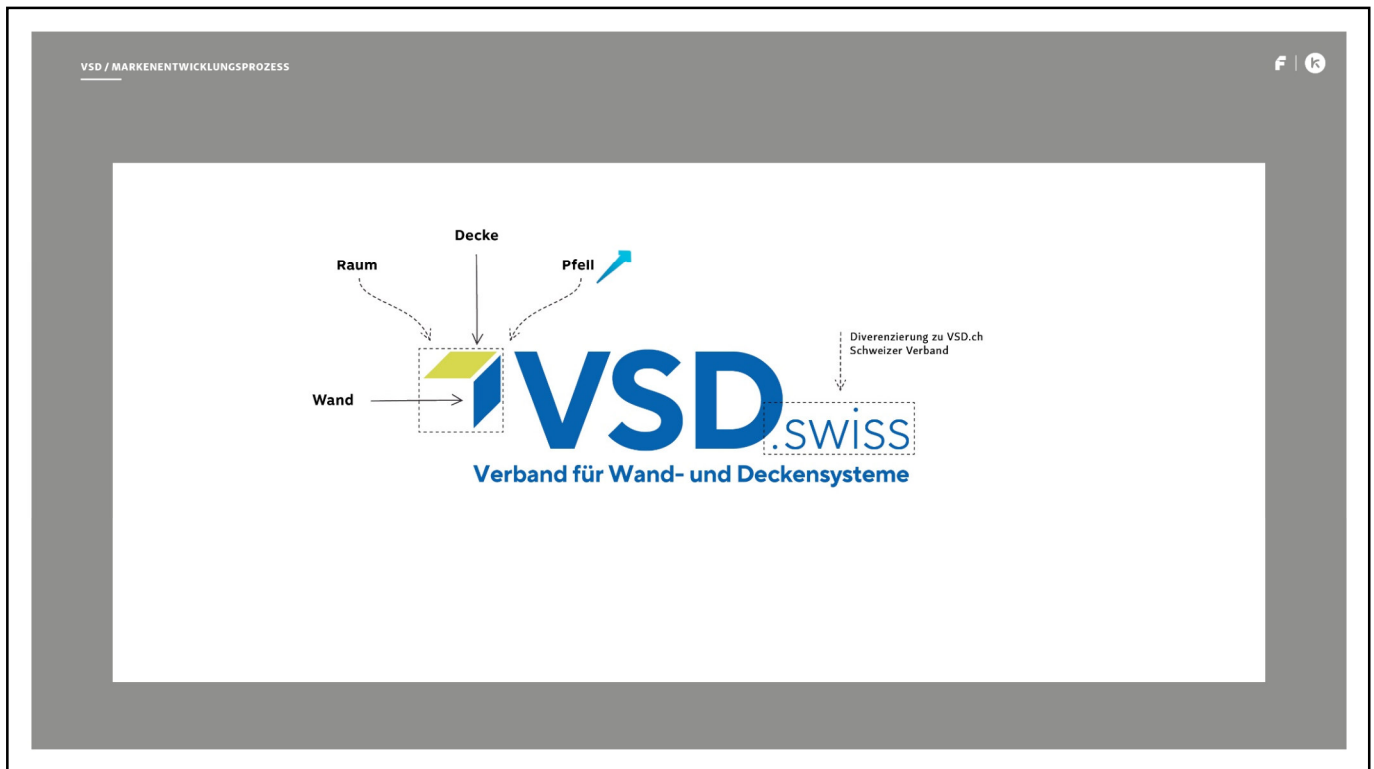 VSD / MARKENENTWICKLUNGSPROZESS
F | k
Decke
Raum
Pfell
Diverenzierung zu VSD.ch
Schweizer Verband
Wand
VSD.swiss
Verband für Wand- und Deckensysteme